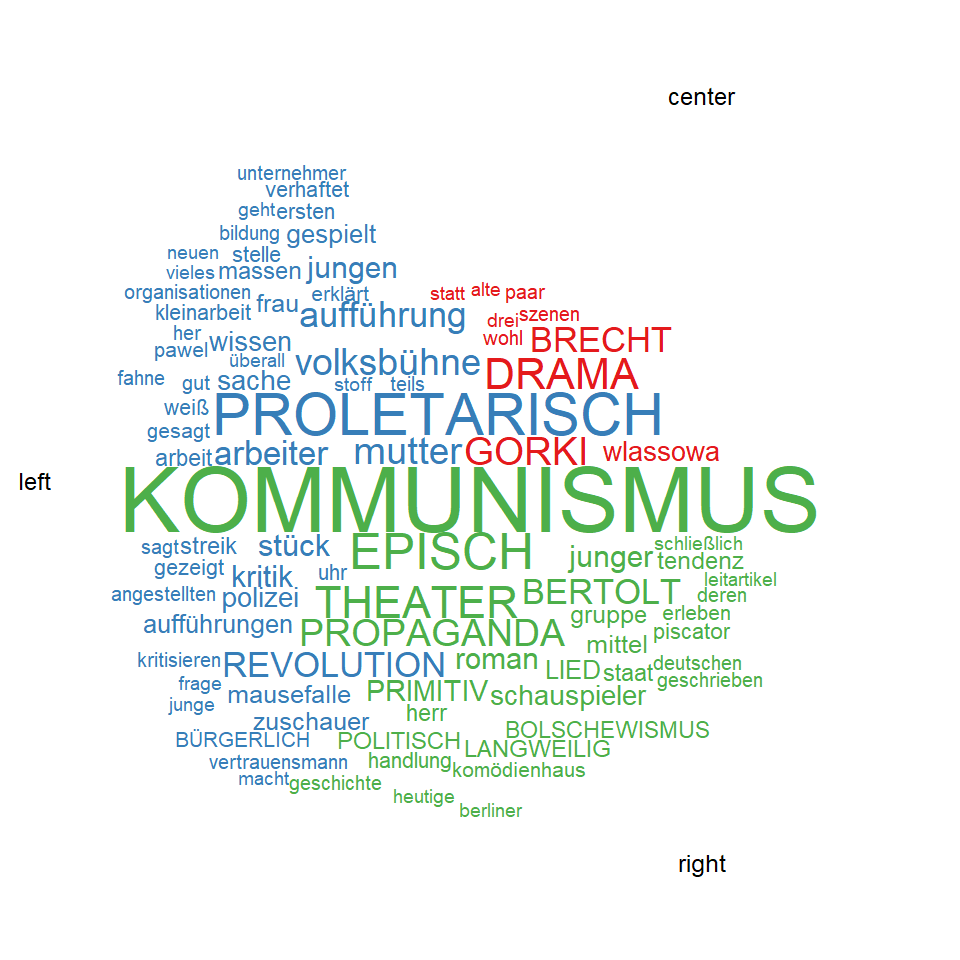 center
unternehmer
verhaftet
geht ersten
bildung gespielt
neuen stelle
vieles massen jungen
organisationen frau erklärt statt alte paar
kleinarbeit aufführung drei szenen
her wissen wohl BRECHT
pawel überall volksbühne DRAMA
fahne gut sache stoff teils
weiß PROLETARISCH
gesagt
arbeit arbeiter mutter GORKI wlassowa
left KOMMUNISMUS
sagt streik stück EPISCH junger schließlich
gezeigt kritik uhr tendenz
angestellten polizei THEATER BERTOLT leitartikel
deren
aufführungen PROPAGANDA gruppe erleben
mittel piscator
kritisieren REVOLUTION roman LIED staat deutschen
frage mausefalle PRIMITIV schauspieler geschrieben
junge herr
zuschauer BOLSCHEWISMUS
BÜRGERLICH POLITISCH LANGWEILIG
vertrauensmann handlung komödienhaus
macht geschichte
heutige
berliner
right